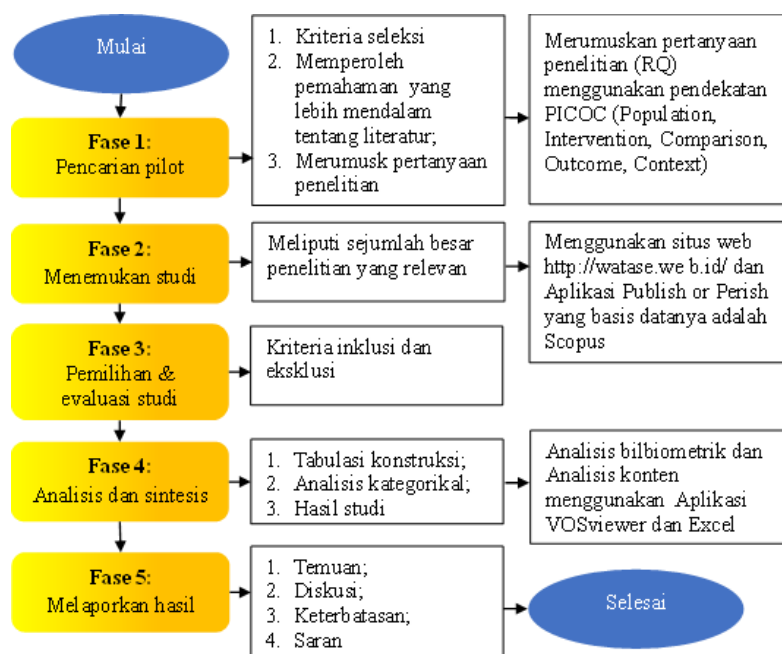 Mulai
1. Kriteria seleksi
2. Memperoleh
pemahaman yang
lebih mendalam
tentang literatur;
3. Merumusk pertanyaan
penelitian
Merumuskan pertanyaan
penelitian (RQ)
menggunakan pendekatan
PICOC (Population,
Intervention, Comparison,
Outcome, Context)
Fase 1:
Pencarian pilot
Fase 2:
Menemukan studi
Meliputi sejumlah besar
penelitian yang relevan
Menggunakan situs web
http://watase.we b.id/ dan
Aplikasi Publish or Perish
yang basis datanya adalah
Scopus
Fase 3:
Pemilihan &
evaluasi studi
Kriteria inklusi dan
eksklusi
Fase 4:
Analisis dan sintesis
1. Tabulasi konstruksi;
2. Analisis kategorikal;
3. Hasil studi
Analisis bilbiometrik dan
Analisis konten
menggunakan Aplikasi
VOSviewer dan Excel
Fase 5:
Melaporkan hasil
1. Temuan;
2. Diskusi;
3. Keterbatasan;
4. Saran
Selesai